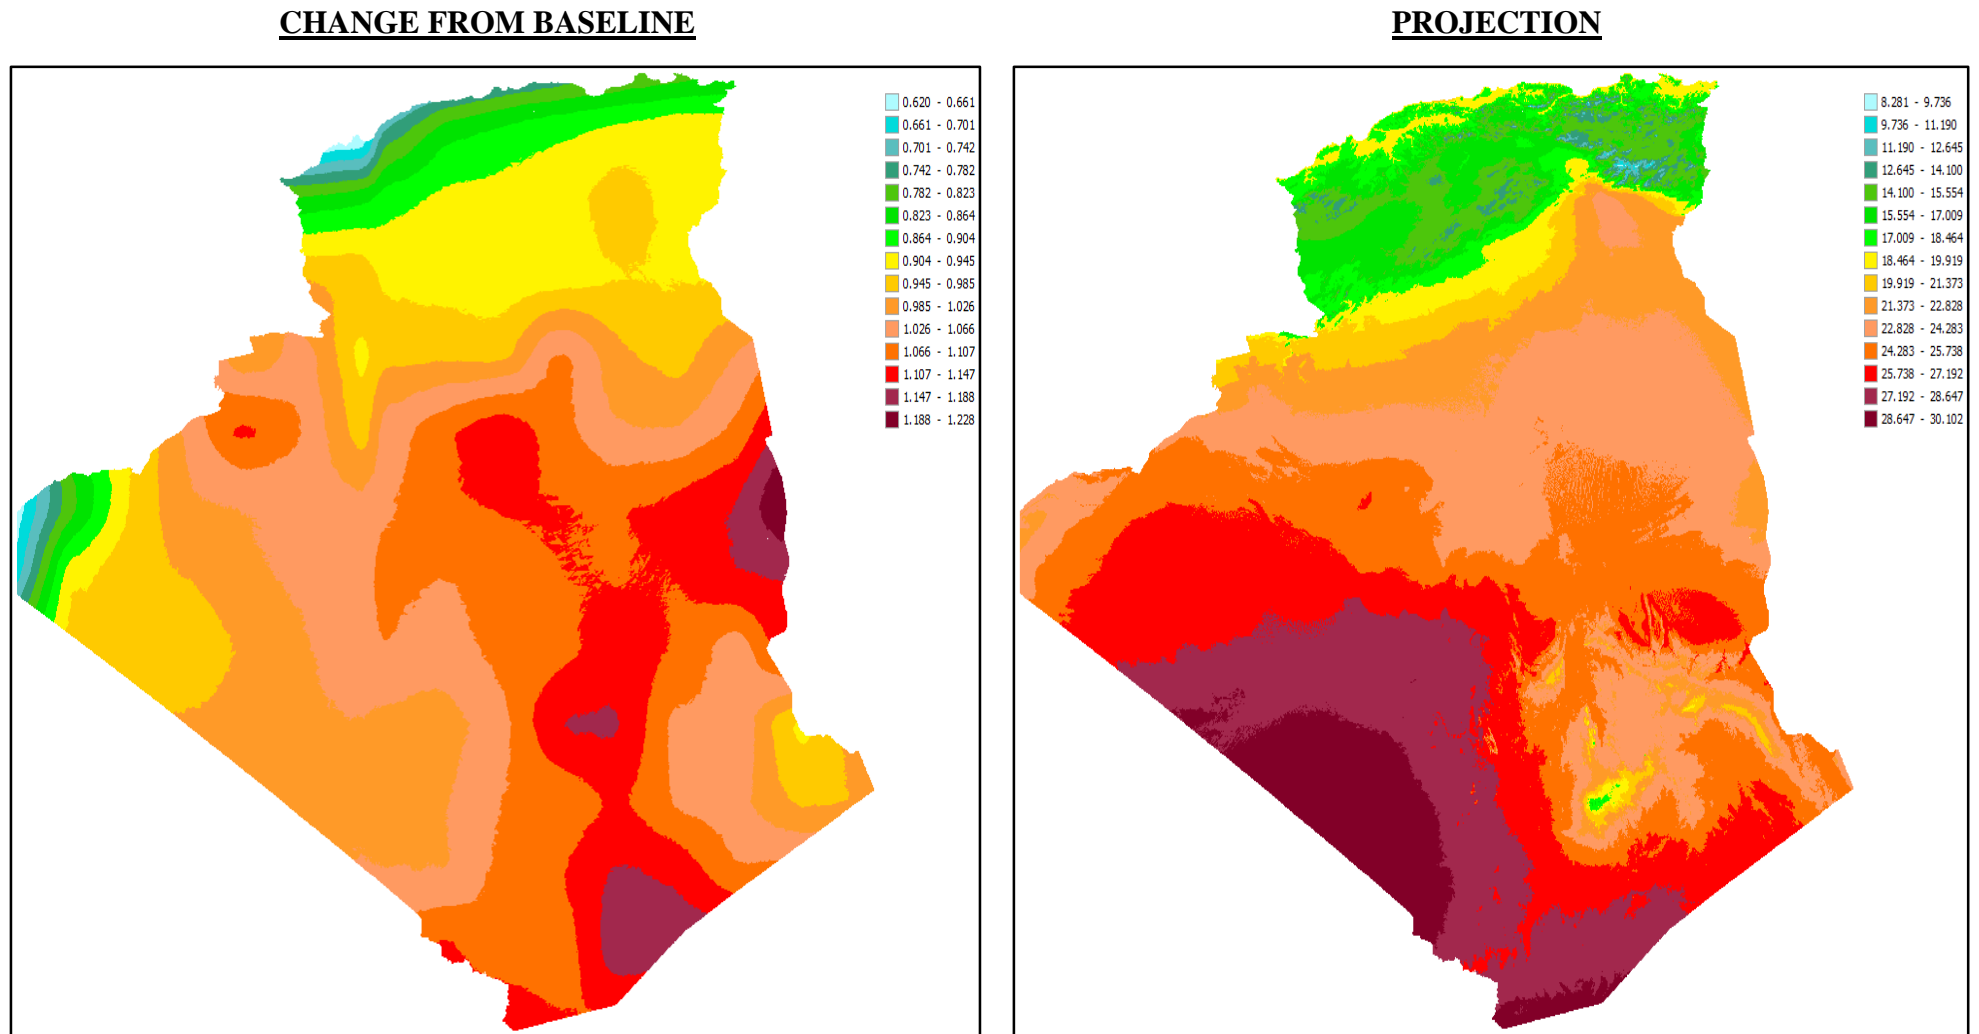 CHANGE FROM BASELINE
PROJECTION
0.620 - 0.661
0.661 - 0.701
0.701 - 0.742
0.742 - 0.782
0.782 - 0.823
0.823 - 0.864
0.864 - 0.904
0.904 - 0.945
0.945 - 0.985
0.985 - 1.026
1.026 - 1.066
1.066 - 1.107
1.107 - 1.147
1.147 - 1.188
1.188 - 1.228
8.281 - 9.736
9.736 - 11.190
11.190 - 12.645
12.645 - 14.100
14.100 - 15.554
15.554 - 17.009
17.009 - 18.464
18.464 - 19.919
19.919 - 21.373
21.373 - 22.828
22.828 - 24.283
24.283 - 25.738
25.738 - 27.192
27.192 - 28.647
28.647 - 30.102